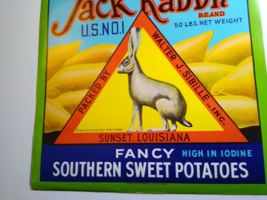 Jack Rabbit
BRAND
U.S. NO. 1
50 LBS. NET WEIGHT
PACKED BY
WALTER J. SIBILLE, INC.
SUNSET, LOUISIANA
FANCY
HIGH IN IODINE
SOUTHERN SWEET POTATOES